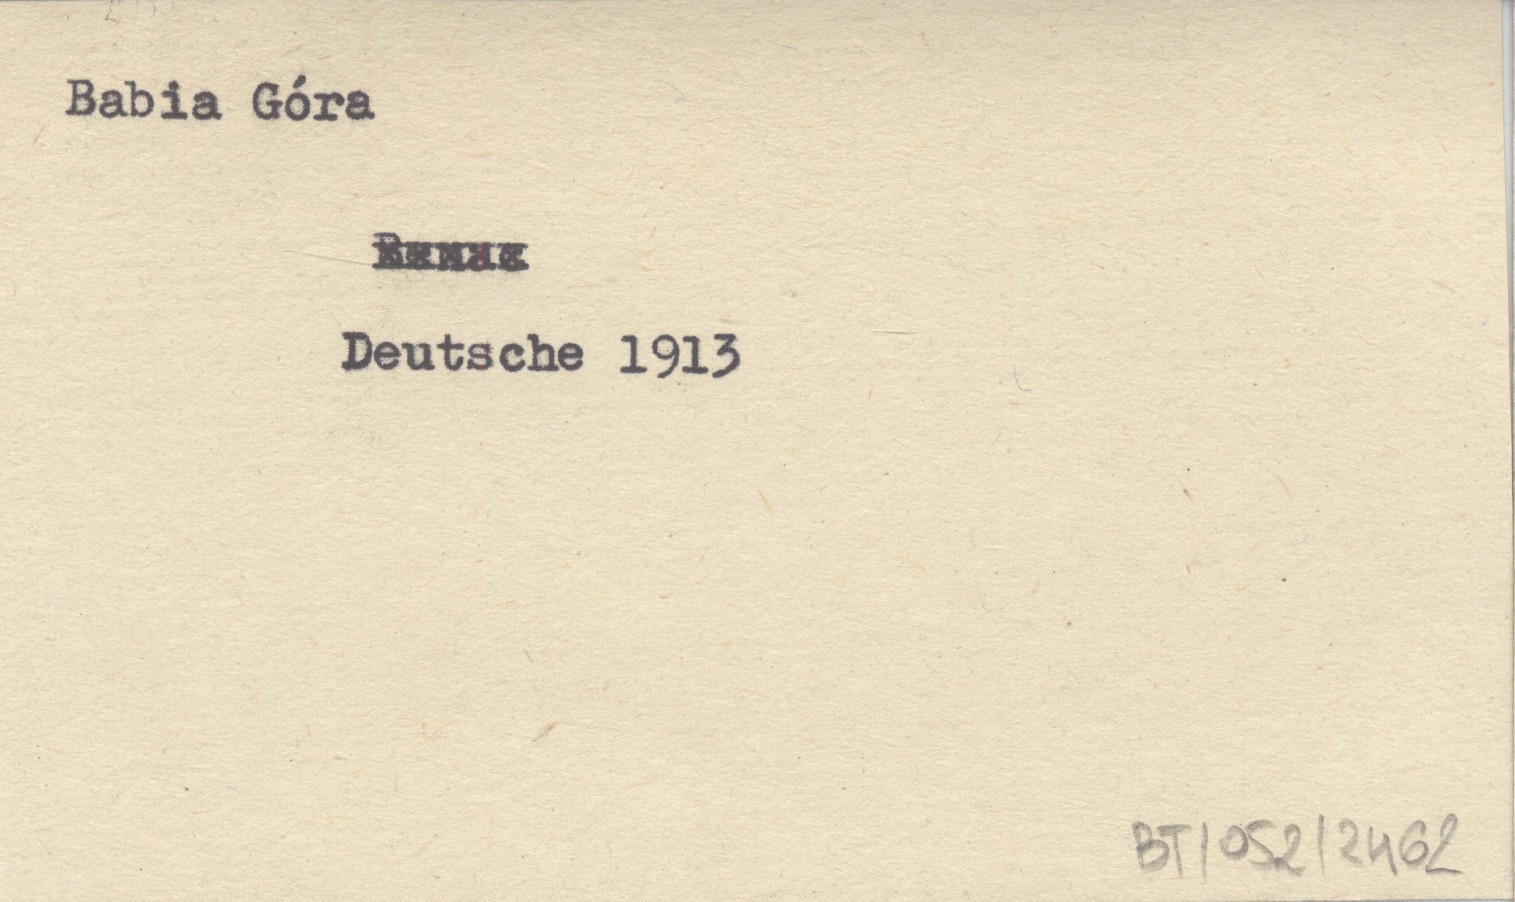 Babia Góra
Deutsche 1913
BT/052/2462